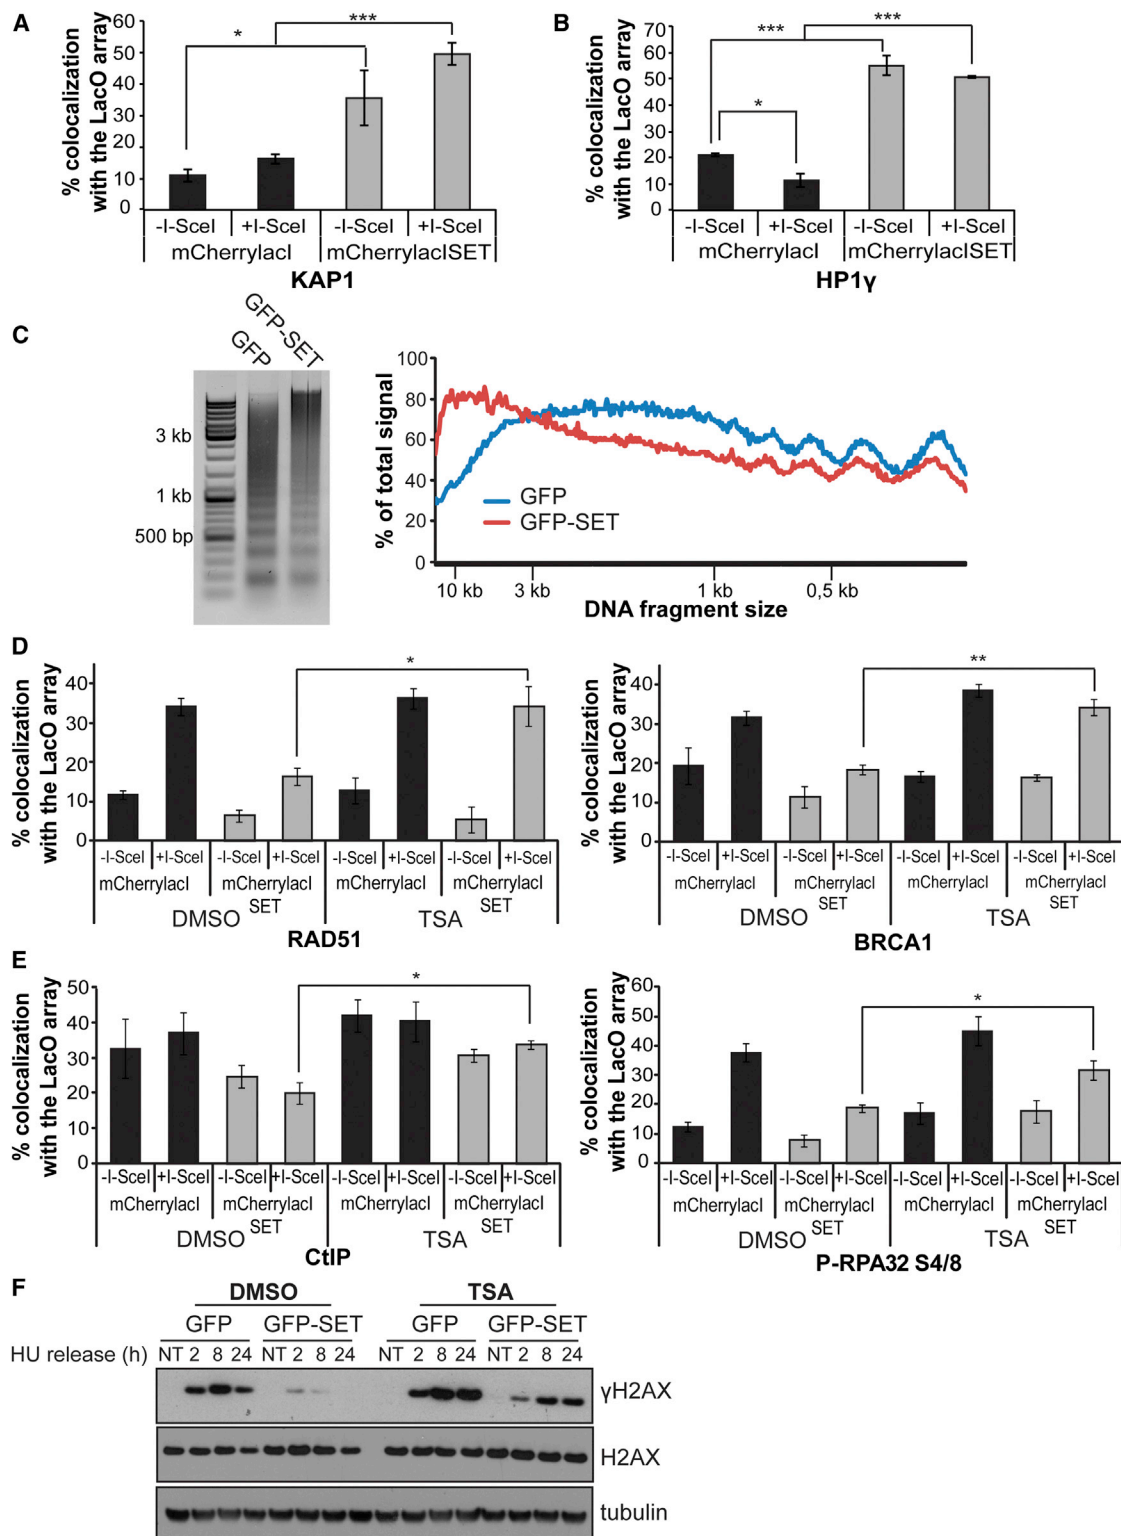 A
% colocalization
with the LacO array
60
50
40
30
20
10
0
*
***
-I-SceI +I-SceI -I-SceI +I-SceI
mCherrylacI mCherrylacISET
KAP1
B
% colocalization
with the LacO array
70
60
50
40
30
20
10
0
***
***
*
-I-SceI +I-SceI -I-SceI +I-SceI
mCherrylacI mCherrylacISET
HP1γ
C
GFP
GFP-SET
3 kb
1 kb
500 bp
% of total signal
100
80
60
40
20
0
GFP
GFP-SET
10 kb 3 kb 1 kb 0,5 kb
DNA fragment size
D
% colocalization
with the LacO array
40
30
20
10
0
*
-I-SceI +I-SceI -I-SceI +I-SceI -I-SceI +I-SceI -I-SceI +I-SceI
mCherrylacI mCherrylacI mCherrylacI mCherrylacI
SET SET
DMSO TSA
RAD51
% colocalization
with the LacO array
40
30
20
10
0
**
-I-SceI +I-SceI -I-SceI +I-SceI -I-SceI +I-SceI -I-SceI +I-SceI
mCherrylacI mCherrylacI mCherrylacI mCherrylacI
SET SET
DMSO TSA
BRCA1
E
% colocalization
with the LacO array
50
40
30
20
10
0
*
-I-SceI +I-SceI -I-SceI +I-SceI -I-SceI +I-SceI -I-SceI +I-SceI
mCherrylacI mCherrylacI mCherrylacI mCherrylacI
SET SET
DMSO TSA
CtIP
% colocalization
with the LacO array
60
50
40
30
20
10
0
*
-I-SceI +I-SceI -I-SceI +I-SceI -I-SceI +I-SceI -I-SceI +I-SceI
mCherrylacI mCherrylacI mCherrylacI mCherrylacI
SET SET
DMSO TSA
P-RPA32 S4/8
F
DMSO TSA
GFP GFP-SET GFP GFP-SET
HU release (h) NT 2 8 24 NT 2 8 24 NT 2 8 24 NT 2 8 24
γH2AX
H2AX
tubulin